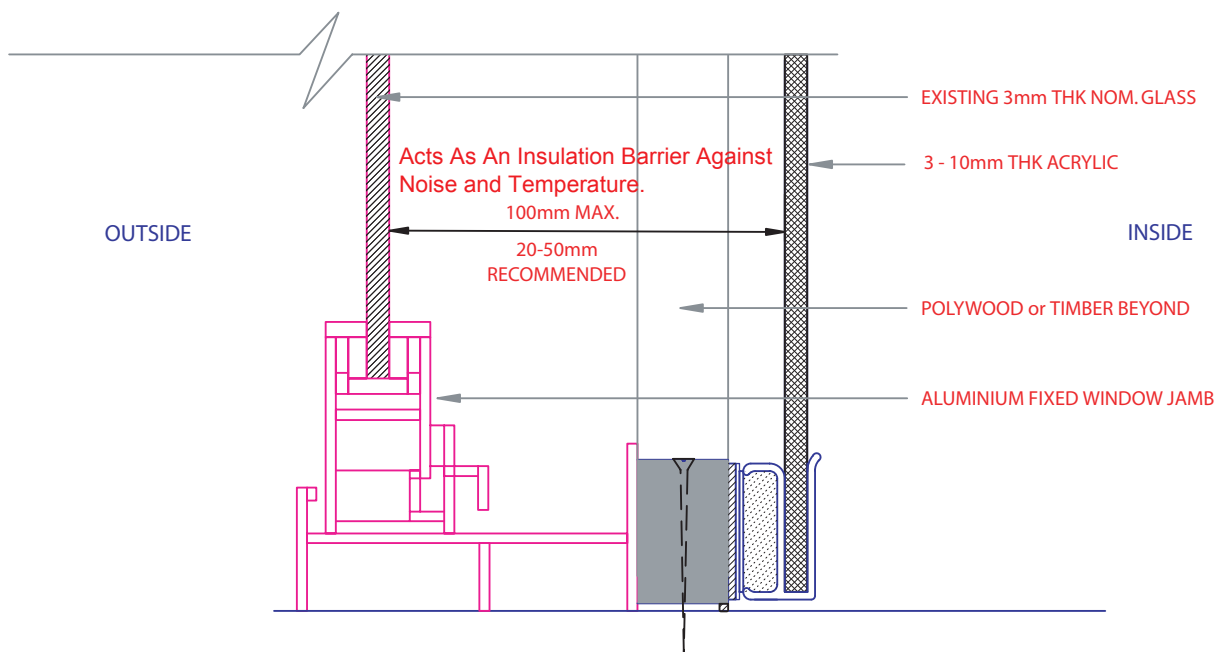 EXISTING 3mm THK NOM. GLASS
Acts As An Insulation Barrier Against
Noise and Temperature.
3 - 10mm THK ACRYLIC
100mm MAX.
OUTSIDE
INSIDE
20-50mm
RECOMMENDED
POLYWOOD or TIMBER BEYOND
ALUMINIUM FIXED WINDOW JAMB